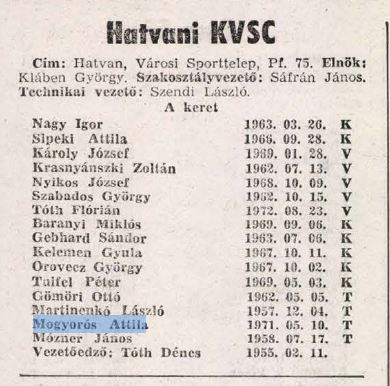 Hatvani KVSC
Cím: Hatvan, Városi Sporttelep, Pf. 75. Elnök:
Kláben György. Szakosztályvezető: Sáfrán János.
Technikai vezető: Szendi László.
A keret
Nagy Igor 1963. 03. 26. K
Sipeki Attila 1966. 09. 28. K
Károly József 1969. 01. 28. V
Krasnyánszki Zoltán 1962. 07. 13. V
Nyikos József 1968. 10. 09. V
Szabados György 1962. 10. 15. V
Tóth Flórián 1972. 08. 23. V
Baranyi Miklós 1969. 09. 06. K
Gebhard Sándor 1963. 07. 06. K
Kelemen Gyula 1967. 10. 11. K
Orovecz György 1967. 10. 02. K
Taifel Péter 1969. 05. 03. K
Gömöri Ottó 1962. 05. 05. T
Martinenkó László 1957. 12. 04. T
Mogyorós Attila 1971. 05. 10. T
Mozner János 1958. 07. 17. T
Vezetőedző: Tóth Dénes 1955. 02. 11.